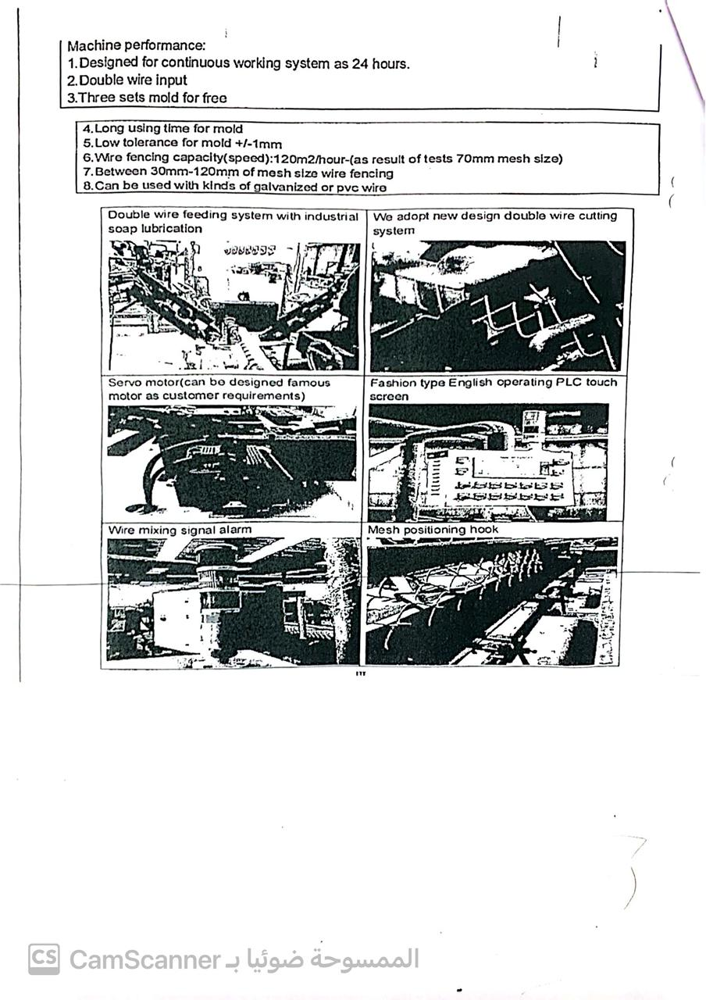 Machine performance:
1.Designed for continuous working system as 24 hours.
2.Double wire input
3.Three sets mold for free
4.Long using time for mold
5.Low tolerance for mold +/-1mm
6.Wire fencing capacity(speed):120m2/hour-(as result of tests 70mm mesh size)
7.Between 30mm-120mm of mesh size wire fencing
8.Can be used with kinds of galvanized or pvc wire
Double wire feeding system with industrial
soap lubrication
We adopt new design double wire cutting
system
Servo motor(can be designed famous
motor as customer requirements)
Fashion type English operating PLC touch
screen
Wire mixing signal alarm
Mesh positioning hook
CS CamScanner الممسوحة ضوئيا بـ